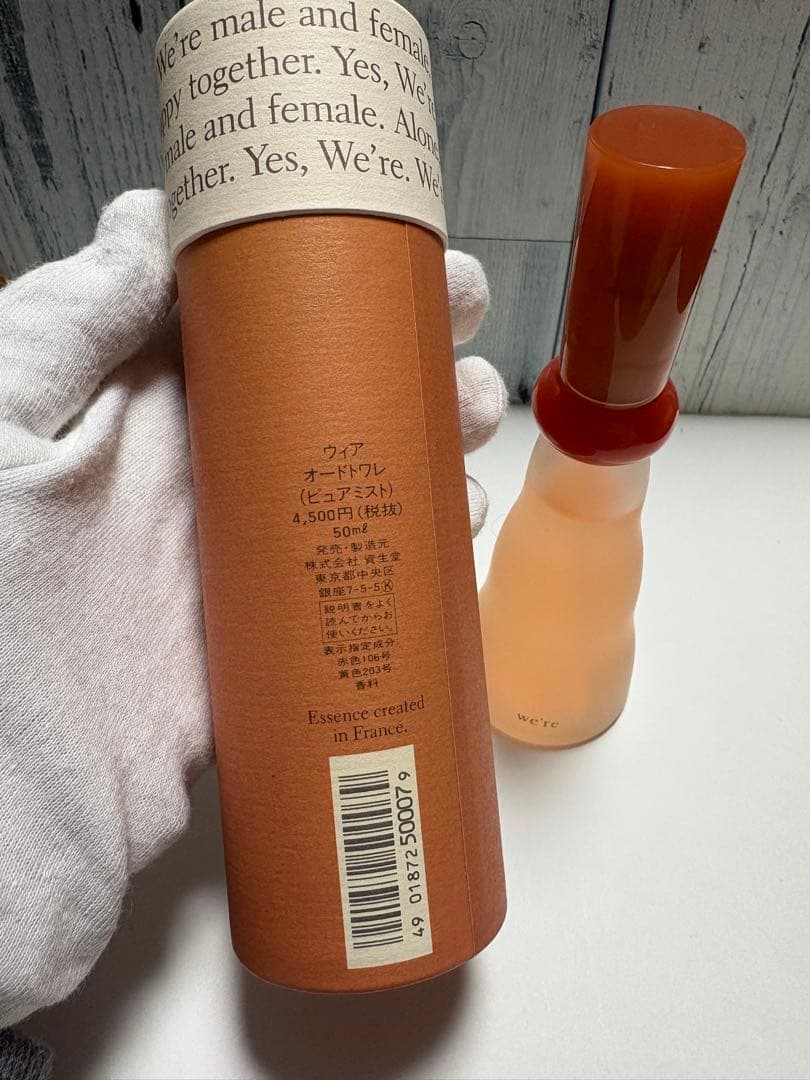 We're male and female
ppy together. Yes, We'r
male and female. Alone
gether. Yes, We're. We'
ウィア
オードトワレ
(ピュアミスト)
4,500円(税抜)
50ml
発売・製造元
株式会社 資生堂
東京都中央区
銀座7-5-5Ⓚ
説明書をよく
読んでからお
使いください。
表示指定成分:
赤色106号
黄色203号
香料
Essence created
in France.
49 01872 50007 9
we're